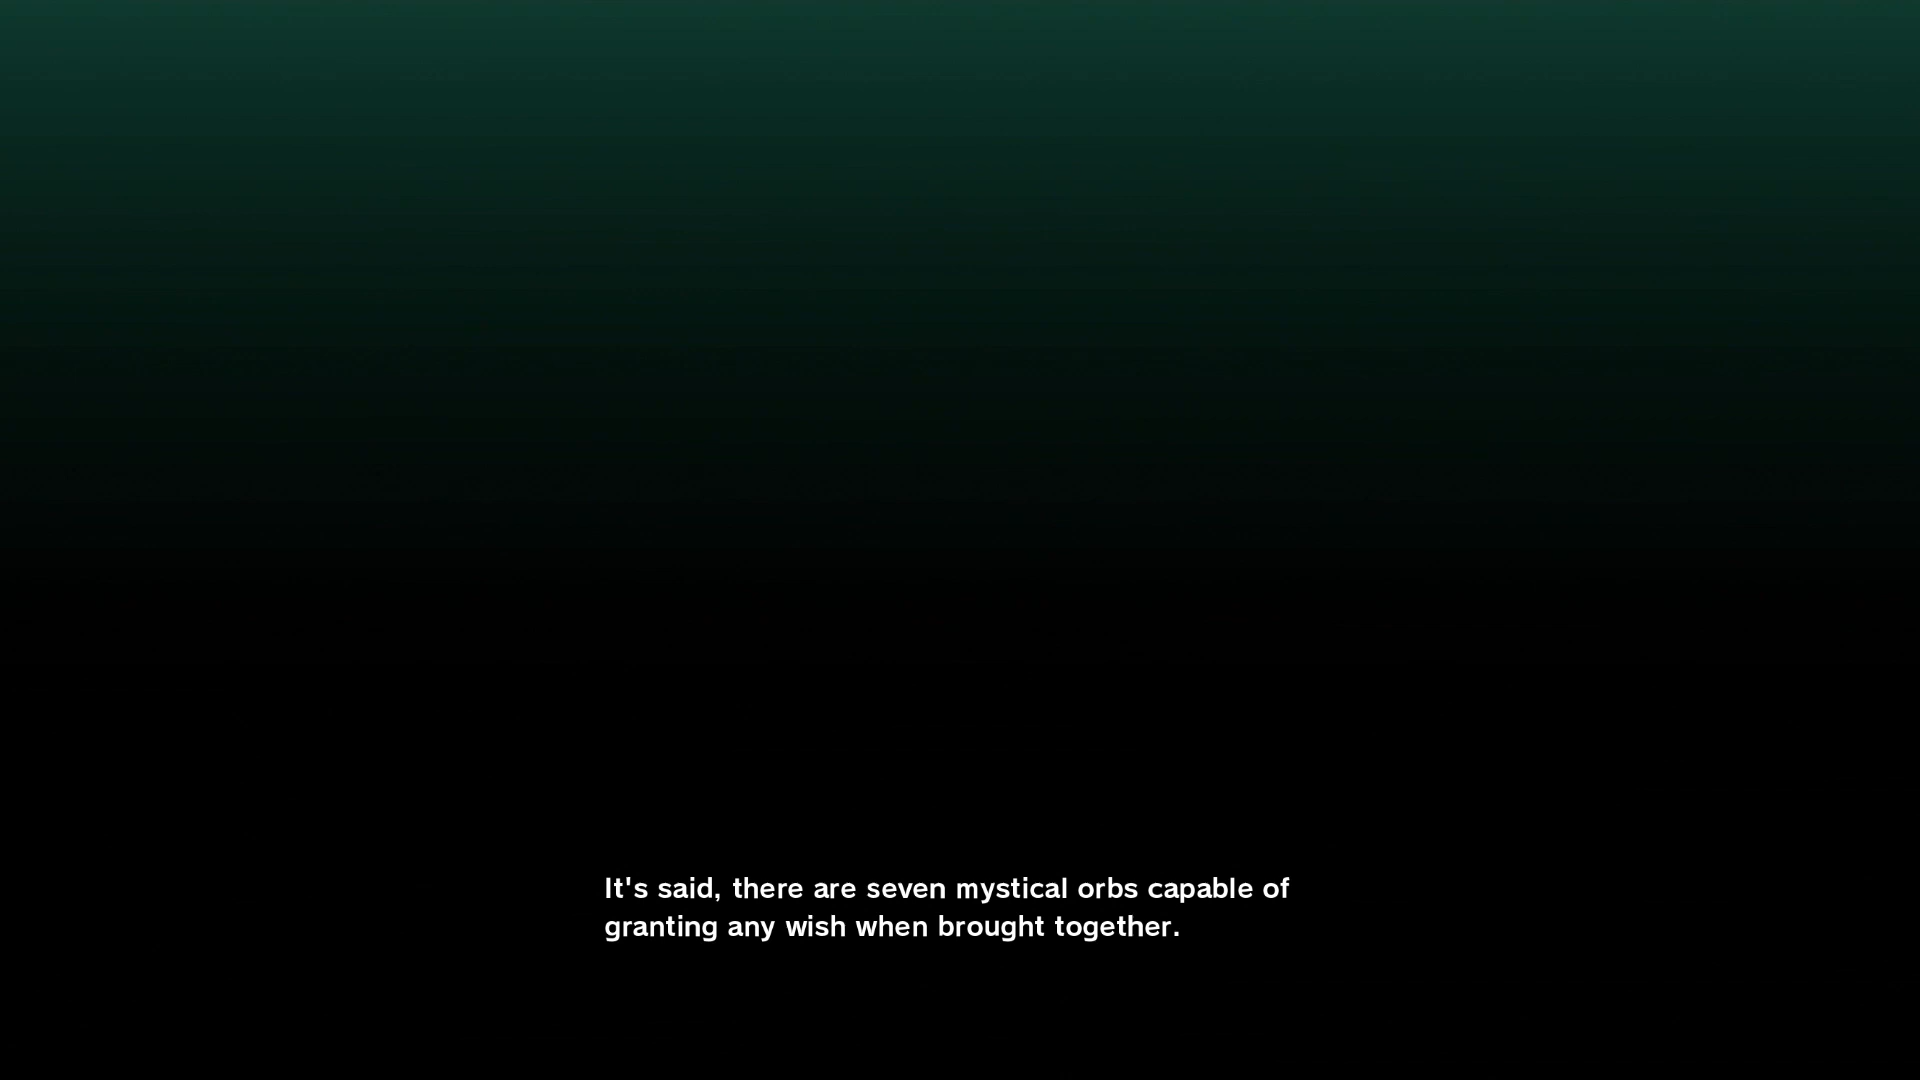 It's said, there are seven mystical orbs capable of
granting any wish when brought together.